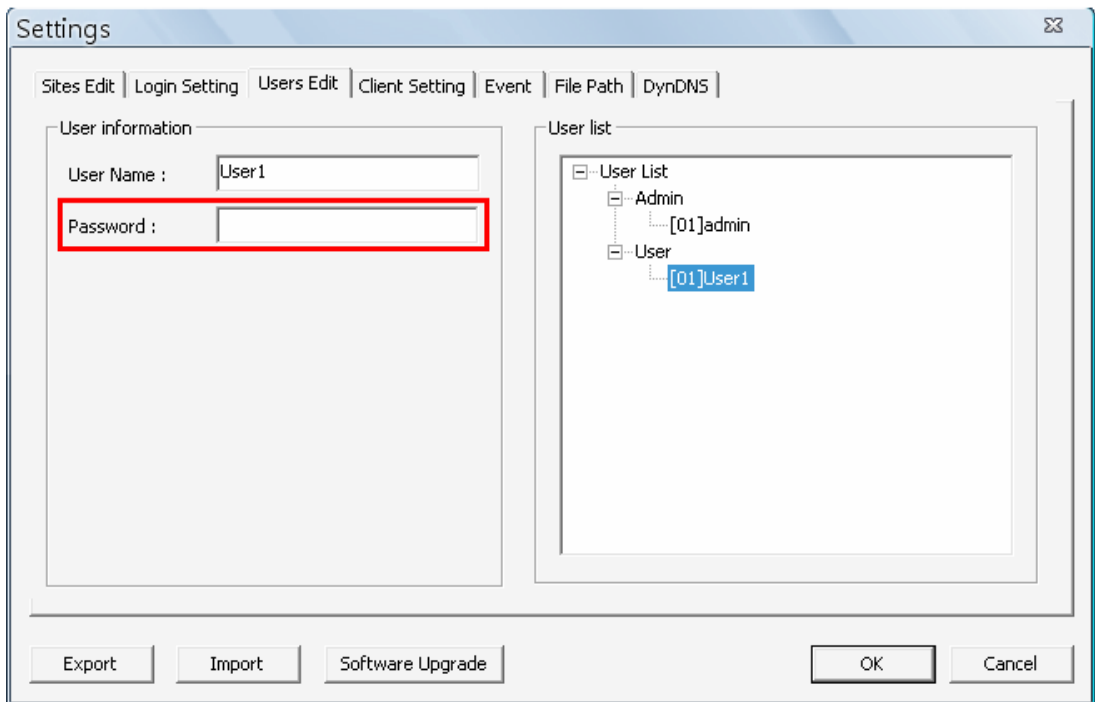 Settings
Sites Edit Login Setting Users Edit Client Setting Event File Path DynDNS
User information
User Name :
User1
Password :
User list
User List
Admin
[01]admin
User
[01]User1
Export Import Software Upgrade OK Cancel